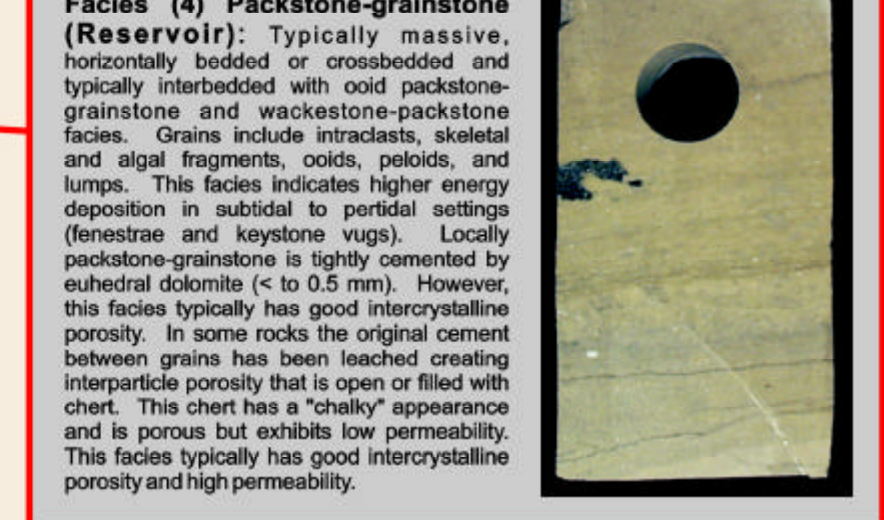 Facies (4) Packstone-grainstone
(Reservoir): Typically massive,
horizontally bedded or crossbedded and
typically interbedded with ooid packstone-
grainstone and wackestone-packstone
facies. Grains include intraclasts, skeletal
and algal fragments, ooids, peloids, and
lumps. This facies indicates higher energy
deposition in subtidal to pertidal settings
(fenestrae and keystone vugs). Locally
packstone-grainstone is tightly cemented by
euhedral dolomite (< to 0.5 mm). However,
this facies typically has good intercrystalline
porosity. In some rocks the original cement
between grains has been leached creating
interparticle porosity that is open or filled with
chert. This chert has a "chalky" appearance
and is porous but exhibits low permeability.
This facies typically has good intercrystalline
porosity and high permeability.